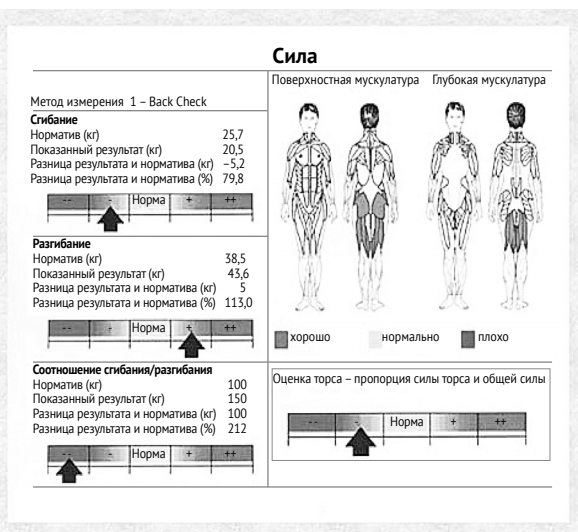 Сила
Метод измерения 1 – Back Check
Сгибание
Норматив (кг) 25,7
Показанный результат (кг) 20,5
Разница результата и норматива (кг) –5,2
Разница результата и норматива (%) 79,8
-- - Норма + ++
Разгибание
Норматив (кг) 38,5
Показанный результат (кг) 43,6
Разница результата и норматива (кг) 5
Разница результата и норматива (%) 113,0
-- - Норма + ++
Соотношение сгибания/разгибания
Норматив (кг) 100
Показанный результат (кг) 150
Разница результата и норматива (кг) 100
Разница результата и норматива (%) 212
-- - Норма + ++
Поверхностная мускулатура Глубокая мускулатура
хорошо нормально плохо
Оценка торса – пропорция силы торса и общей силы
-- - Норма + ++